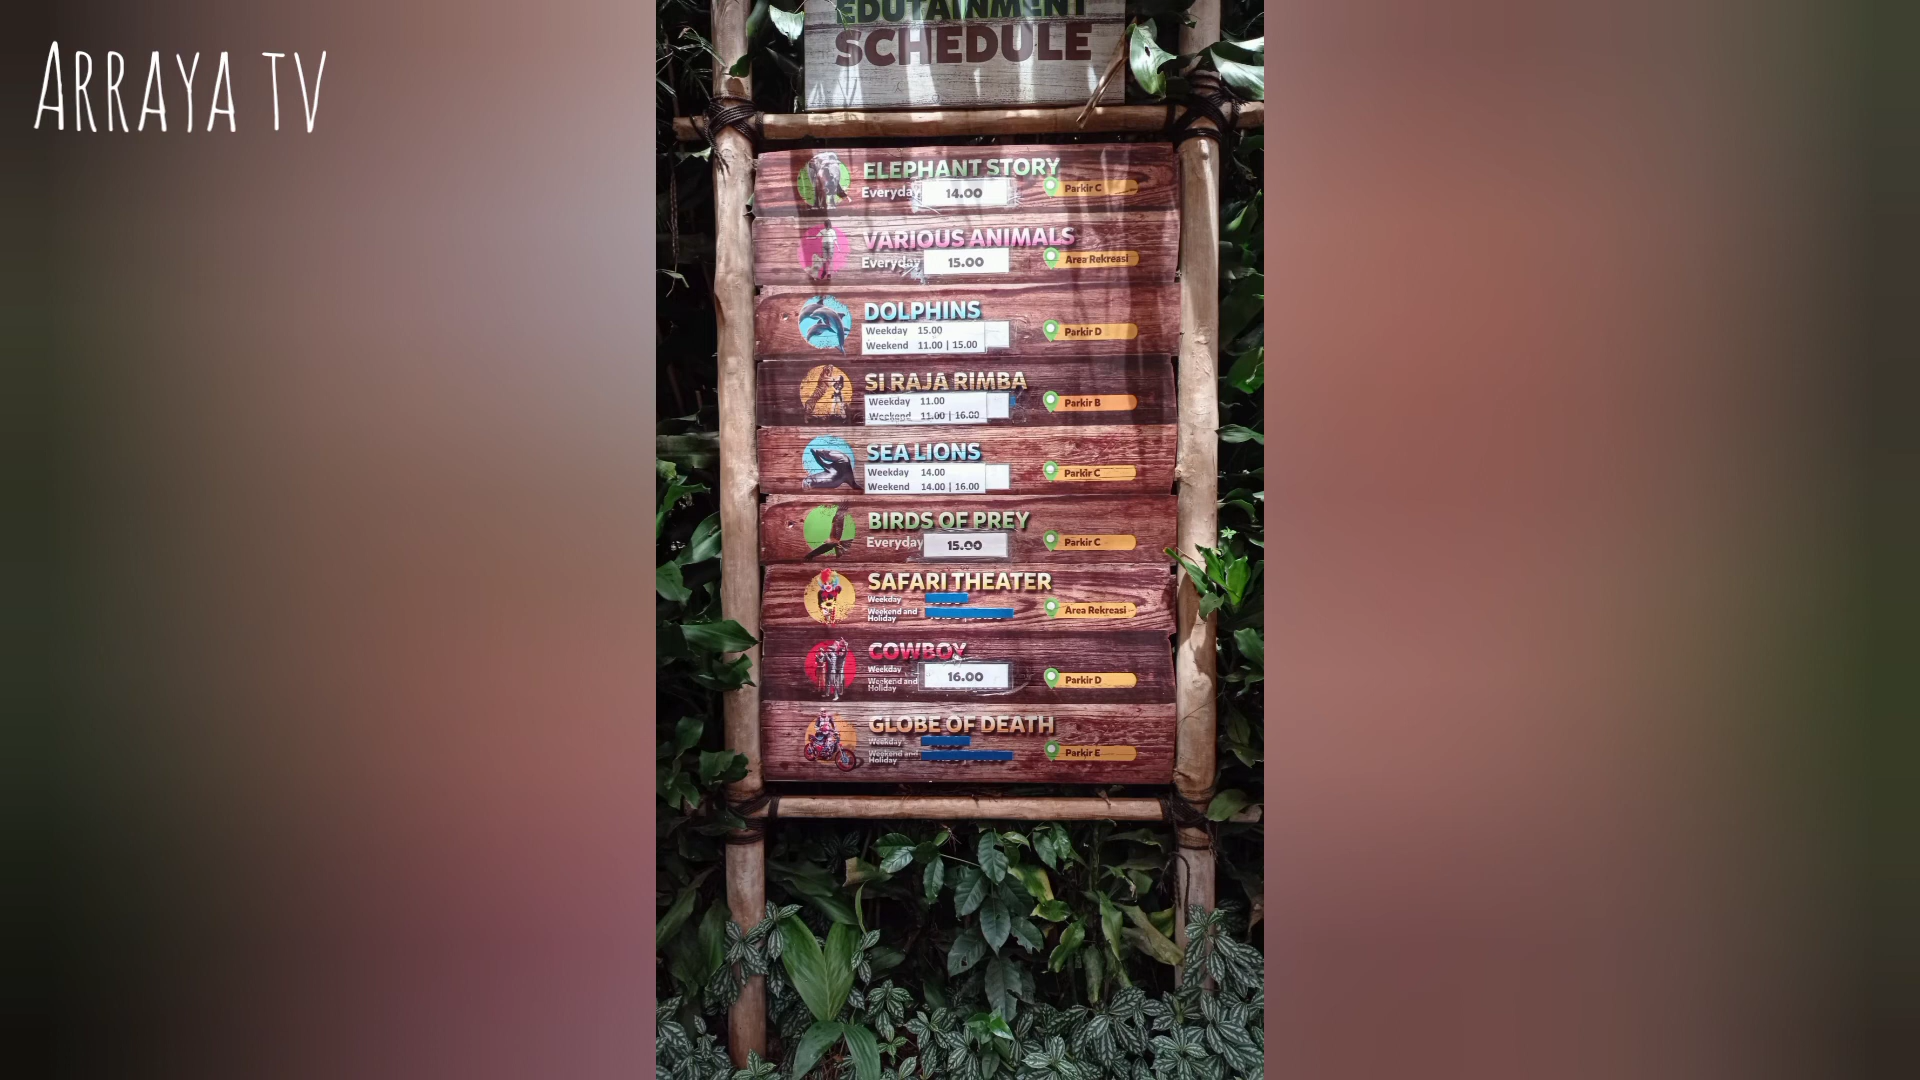 ARRAYA TV
EDUTAINMENT
SCHEDULE
ELEPHANT STORY
Everyday 14.00
Parkir C
VARIOUS ANIMALS
Everyday 15.00
Area Rekreasi
DOLPHINS
Weekday 15.00
Weekend 11.00 | 15.00
Parkir D
SI RAJA RIMBA
Weekday 11.00
Weekend 11.00 | 16.00
Parkir B
SEA LIONS
Weekday 14.00
Weekend 14.00 | 16.00
Parkir C
BIRDS OF PREY
Everyday 15.00
Parkir C
SAFARI THEATER
Weekday
Weekend and
Holiday
Area Rekreasi
COWBOY
Weekday
Weekend and
Holiday
16.00
Parkir D
GLOBE OF DEATH
Weekday
Weekend and
Holiday
Parkir E